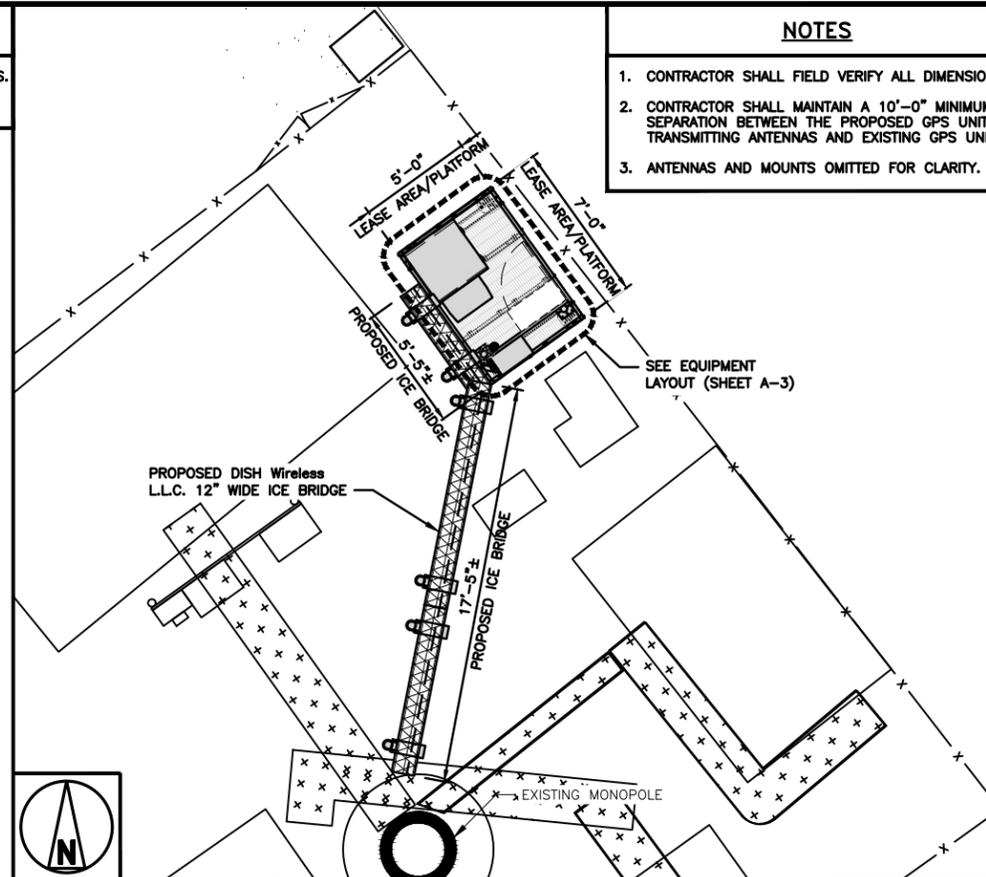 S.
NOTES
1. CONTRACTOR SHALL FIELD VERIFY ALL DIMENSIO
2. CONTRACTOR SHALL MAINTAIN A 10'-0" MINIMUM
SEPARATION BETWEEN THE PROPOSED GPS UNIT
TRANSMITTING ANTENNAS AND EXISTING GPS UNI
3. ANTENNAS AND MOUNTS OMITTED FOR CLARITY.
5'-0"
LEASE AREA/PLATFORM
7'-0"
LEASE AREA/PLATFORM
5'-5"±
PROPOSED ICE BRIDGE
SEE EQUIPMENT
LAYOUT (SHEET A-3)
PROPOSED DISH Wireless
L.L.C. 12" WIDE ICE BRIDGE
17'-5"±
PROPOSED ICE BRIDGE
EXISTING MONOPOLE
N